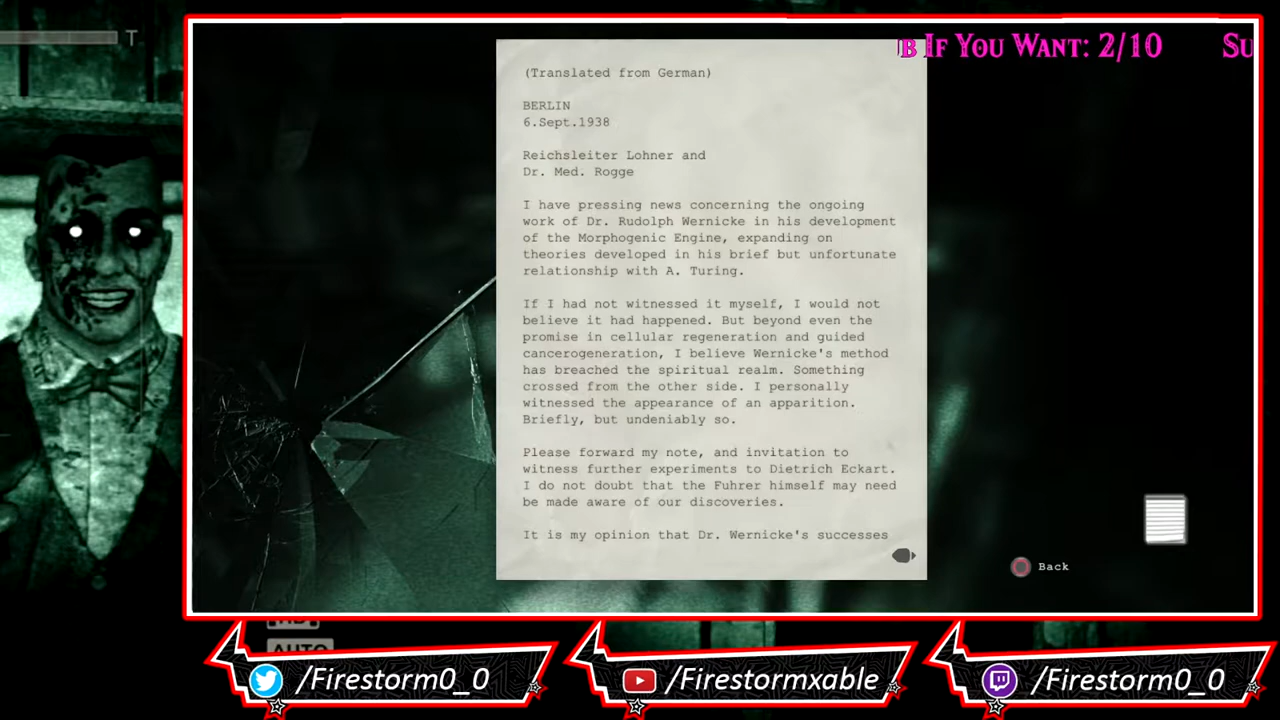 T
B IF YOU WANT: 2/10 SU
(Translated from German)
BERLIN
6.Sept.1938
Reichsleiter Lohner and
Dr. Med. Rogge
I have pressing news concerning the ongoing
work of Dr. Rudolph Wernicke in his development
of the Morphogenic Engine, expanding on
theories developed in his brief but unfortunate
relationship with A. Turing.
If I had not witnessed it myself, I would not
believe it had happened. But beyond even the
promise in cellular regeneration and guided
cancerogeneration, I believe Wernicke's method
has breached the spiritual realm. Something
crossed from the other side. I personally
witnessed the appearance of an apparition.
Briefly, but undeniably so.
Please forward my note, and invitation to
witness further experiments to Dietrich Eckart.
I do not doubt that the Fuhrer himself may need
be made aware of our discoveries.
It is my opinion that Dr. Wernicke's successes
Back
AUTO
/Firestorm0_0
/Firestormxable
/Firestorm0_0